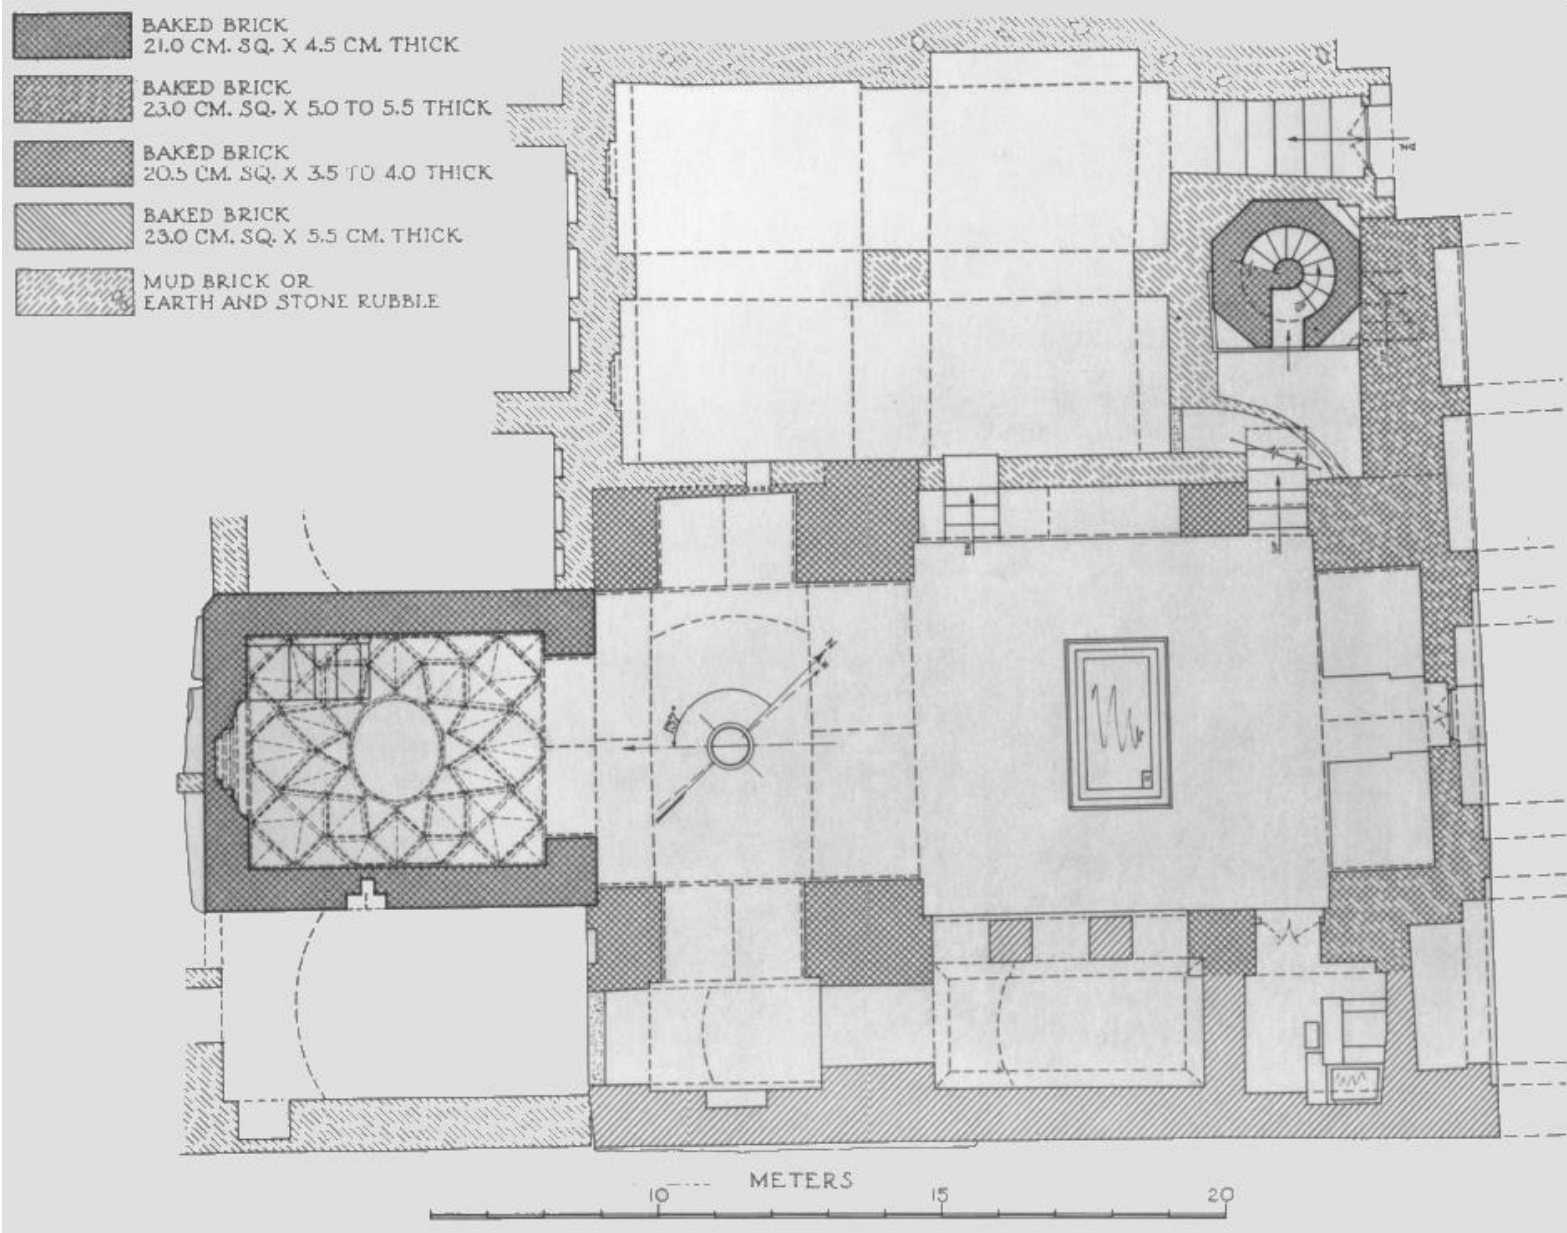 BAKED BRICK
21.0 CM. SQ. X 4.5 CM. THICK
BAKED BRICK
23.0 CM. SQ. X 5.0 TO 5.5 THICK
BAKED BRICK
20.5 CM. SQ. X 3.5 TO 4.0 THICK
BAKED BRICK
23.0 CM. SQ. X 5.5 CM. THICK
MUD BRICK OR
EARTH AND STONE RUBBLE
N
METERS
10 15 20